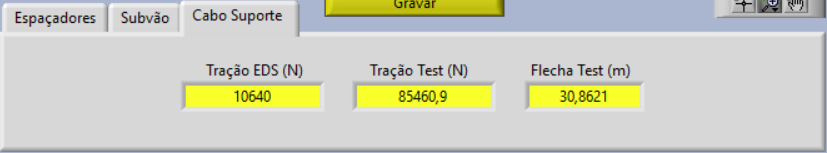 Gravar
Espaçadores Subvão Cabo Suporte
Tração EDS (N) Tração Test (N) Flecha Test (m)
10640 85460,9 30,8621